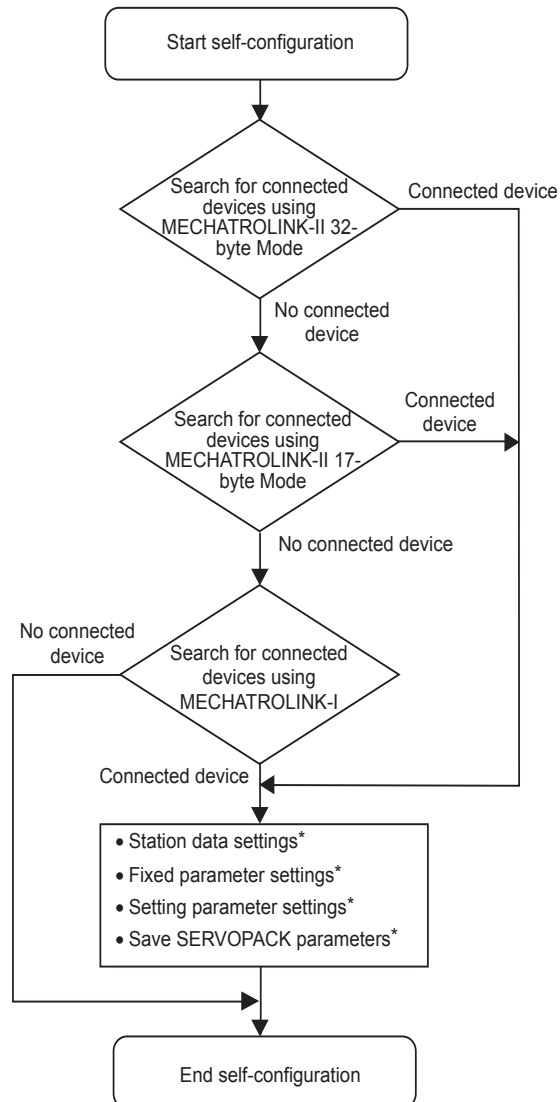 Start self-configuration
Search for connected
devices using
MECHATROLINK-II 32-
byte Mode
Connected device
No connected
device
Search for connected
devices using
MECHATROLINK-II 17-
byte Mode
Connected
device
No connected device
No connected
device
Search for connected
devices using
MECHATROLINK-I
Connected device
• Station data settings*
• Fixed parameter settings*
• Setting parameter settings*
• Save SERVOPACK parameters*
End self-configuration